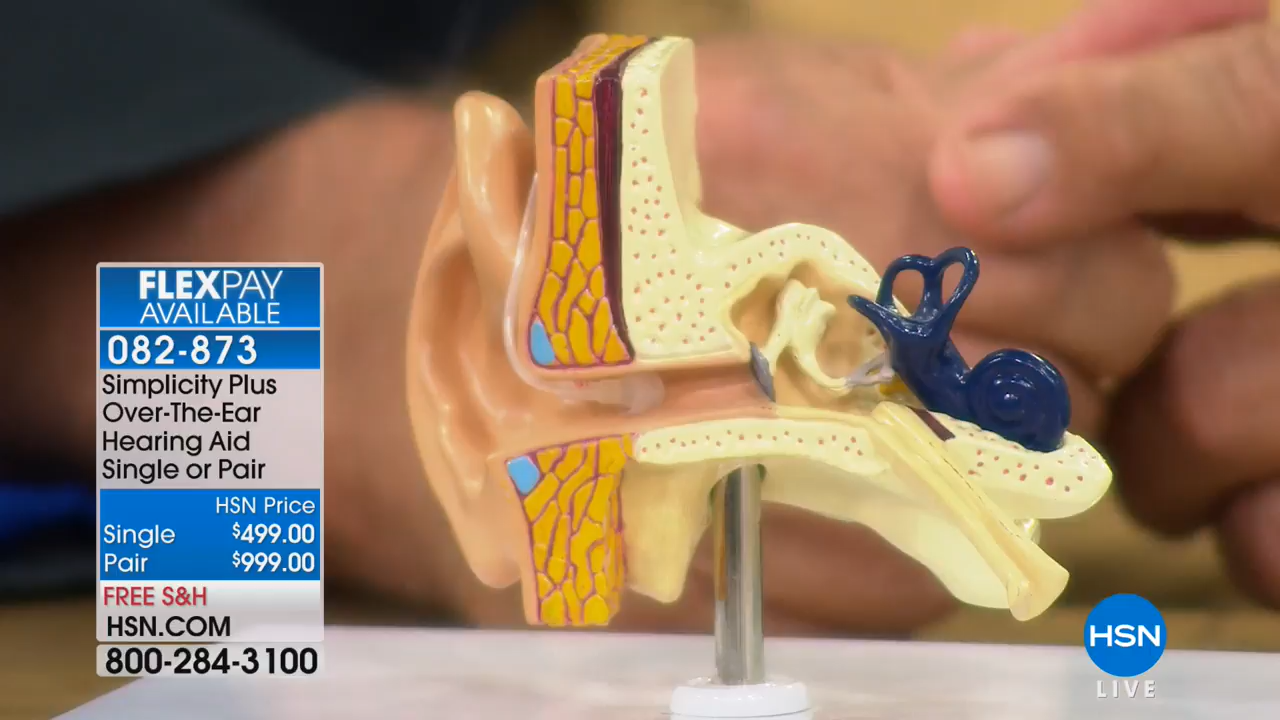 FLEXPAY
AVAILABLE
082-873
Simplicity Plus
Over-The-Ear
Hearing Aid
Single or Pair
HSN Price
Single $499.00
Pair $999.00
FREE S&H
HSN.COM
800-284-3100
HSN
LIVE